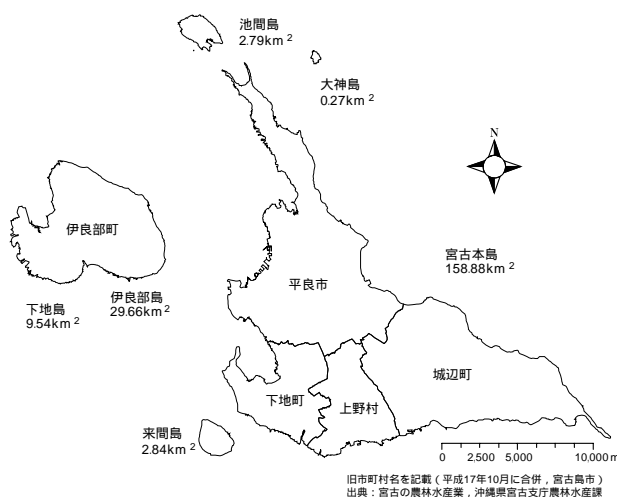 池間島
2.79km²
大神島
0.27km²
N
伊良部町
宮古本島
158.88km²
平良市
下地島
9.54km²
伊良部島
29.66km²
城辺町
下地町
上野村
来間島
2.84km²
0 2,500 5,000 10,000 m
旧市町村名を記載（平成17年10月に合併，宮古島市）
出典：宮古の農林水産業，沖縄県宮古支庁農林水産課